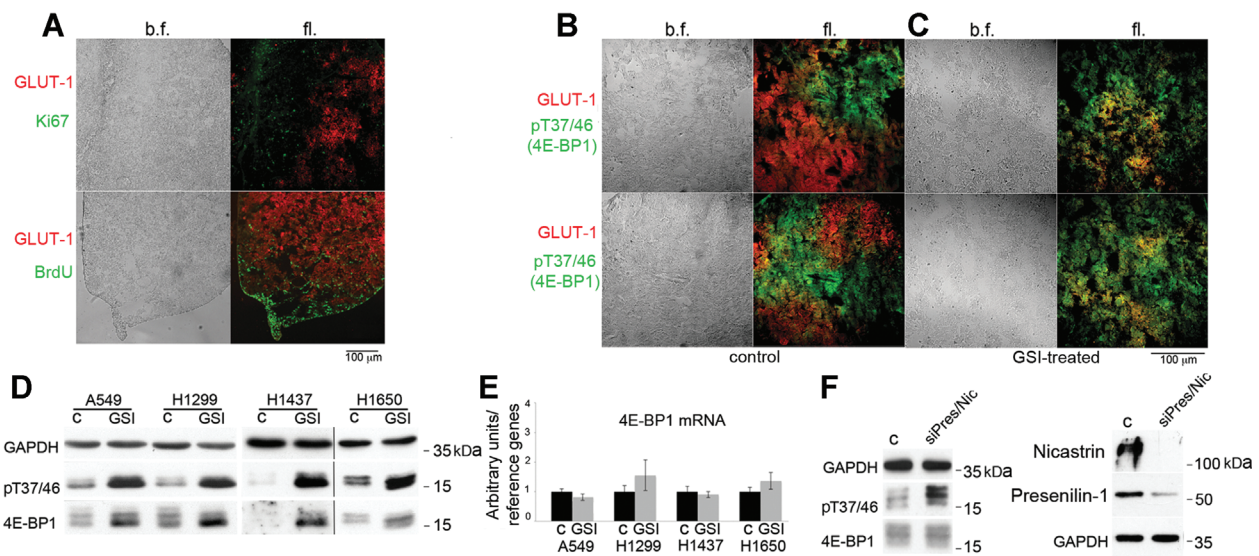 A
b.f.
fl.
GLUT-1
Ki67
GLUT-1
BrdU
100 µm
B
b.f.
fl.
C
b.f.
fl.
GLUT-1
pT37/46
(4E-BP1)
GLUT-1
pT37/46
(4E-BP1)
control
GSI-treated
100 µm
D
A549
H1299
H1437
H1650
C GSI C GSI C GSI C GSI
GAPDH
- 35 kDa
pT37/46
- 15
4E-BP1
- 15
E
4E-BP1 mRNA
Arbitrary units/
reference genes
4
3
2
1
0
C GSI C GSI C GSI C GSI
A549 H1299 H1437 H1650
F
C
siPres/Nic
GAPDH
- 35 kDa
pT37/46
- 15
4E-BP1
- 15
C
siPres/Nic
Nicastrin
- 100 kDa
Presenilin-1
- 50
GAPDH
- 35